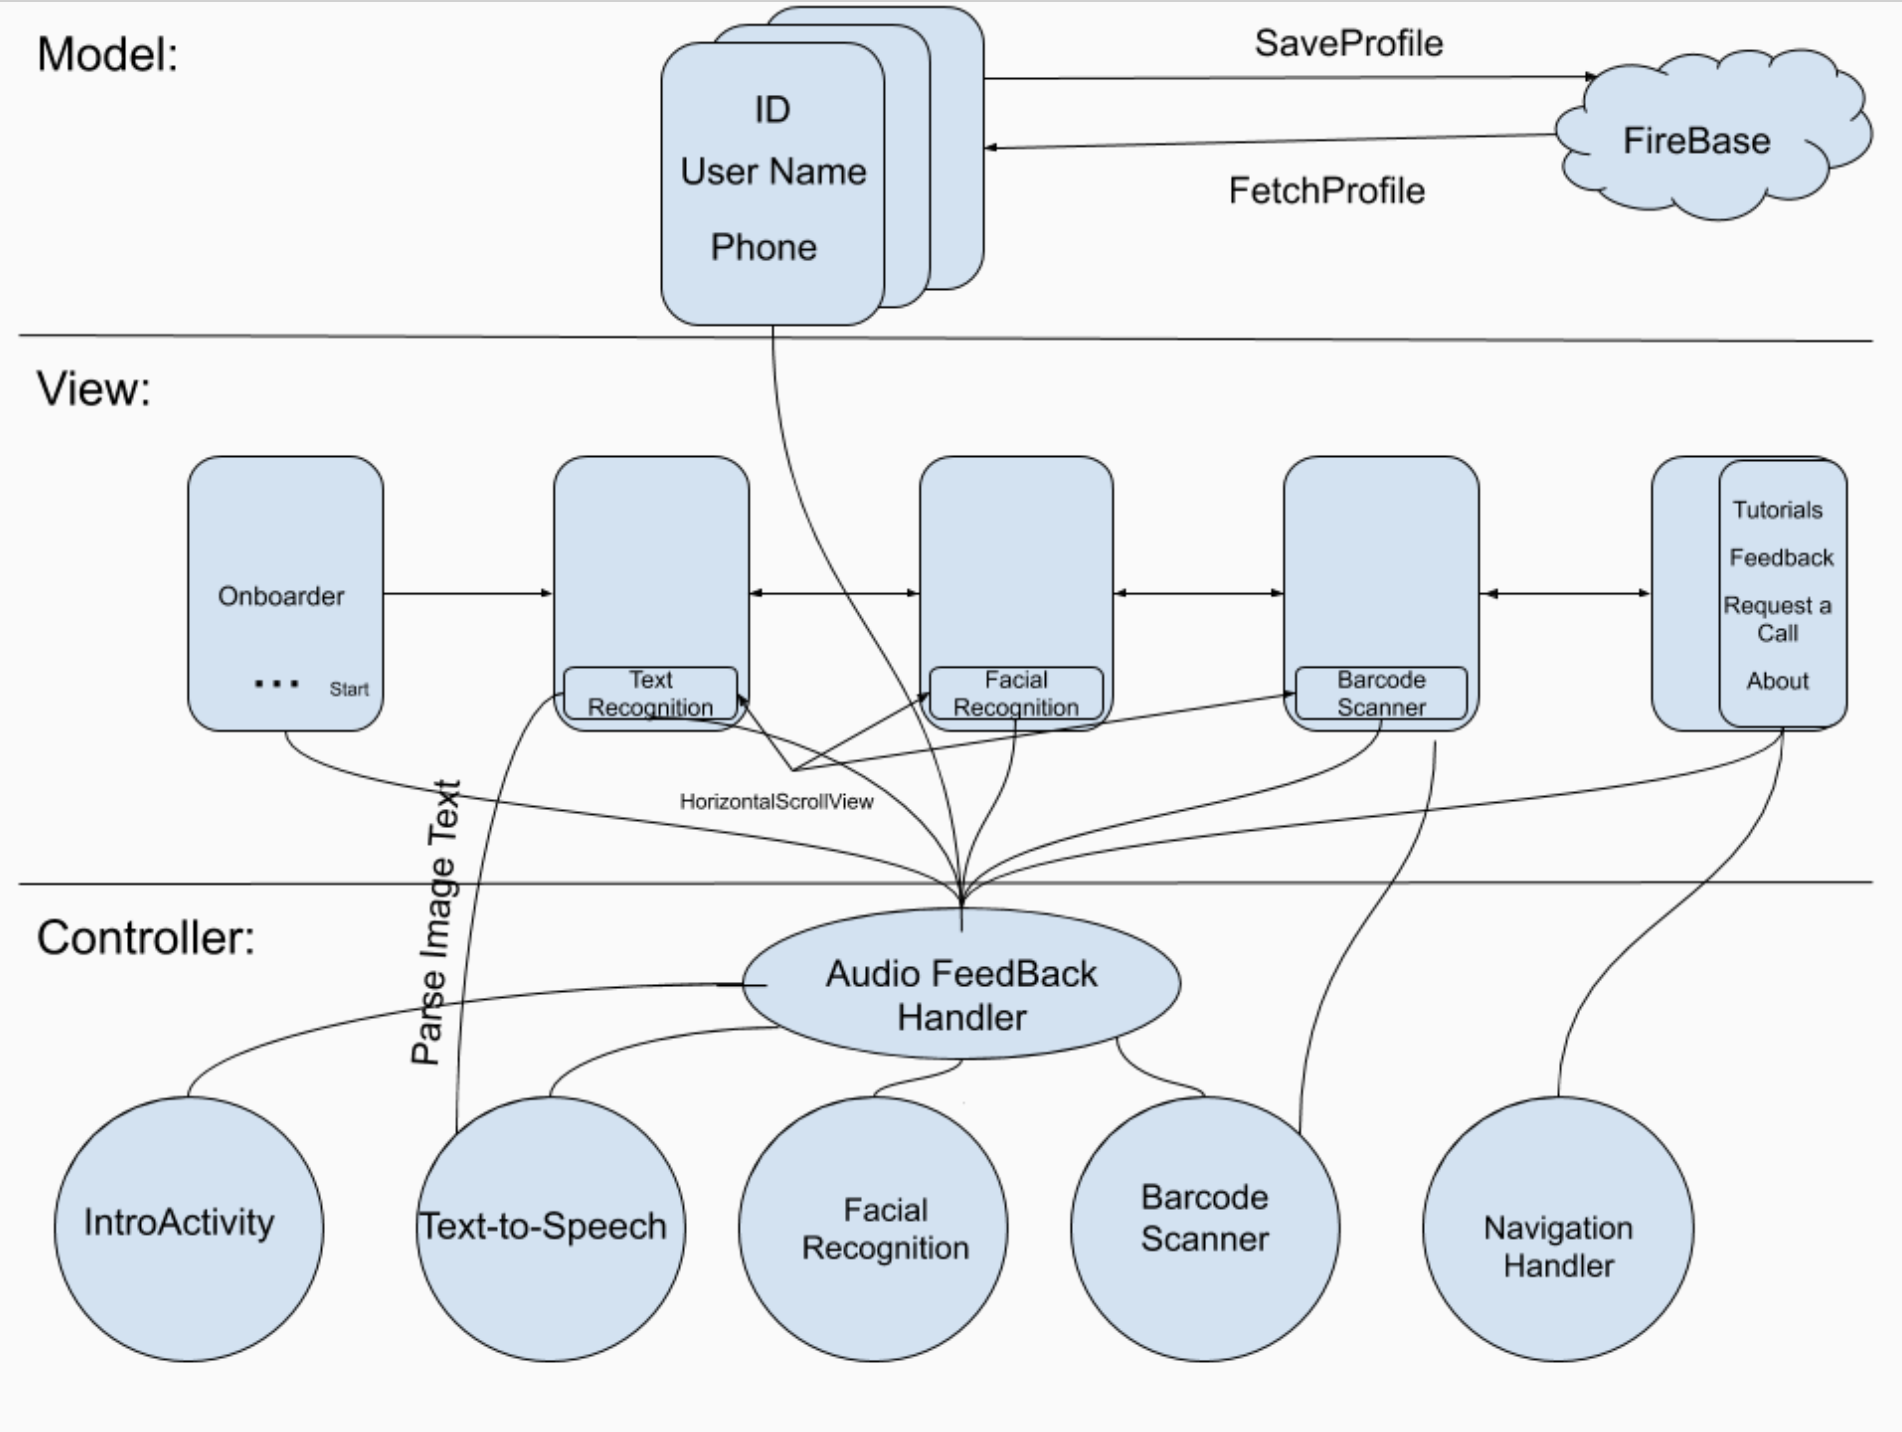 Model:
ID
User Name
Phone
SaveProfile
FetchProfile
FireBase
View:
Onboarder
... Start
Text
Recognition
Facial
Recognition
Barcode
Scanner
Tutorials
Feedback
Request a
Call
About
HorizontalScrollView
Parse Image Text
Controller:
Audio FeedBack
Handler
IntroActivity
Text-to-Speech
Facial
Recognition
Barcode
Scanner
Navigation
Handler